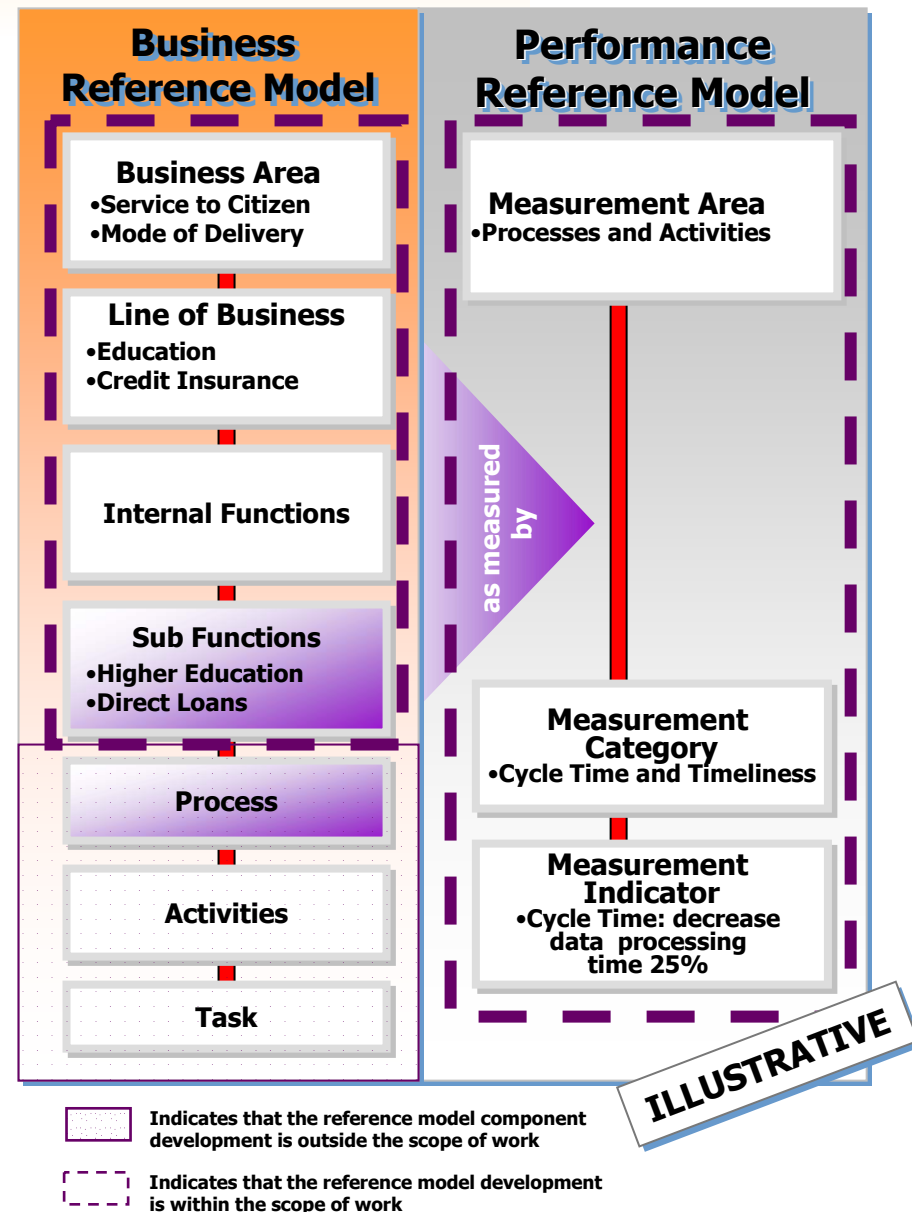 Business
Reference Model
Business Area
•Service to Citizen
•Mode of Delivery
Line of Business
•Education
•Credit Insurance
Internal Functions
Sub Functions
•Higher Education
•Direct Loans
Process
Activities
Task
as measured
by
Performance
Reference Model
Measurement Area
•Processes and Activities
Measurement
Category
•Cycle Time and Timeliness
Measurement
Indicator
•Cycle Time: decrease
data processing
time 25%
ILLUSTRATIVE
Indicates that the reference model component
development is outside the scope of work
Indicates that the reference model development
is within the scope of work